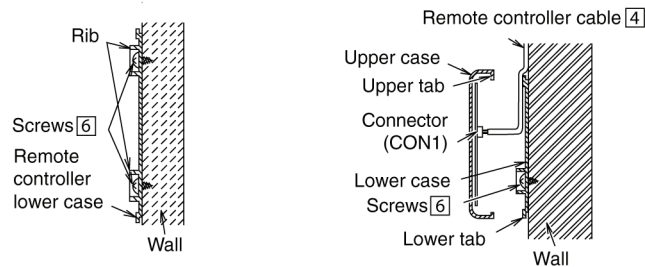 Rib
Screws 6
Remote
controller
lower case
Wall
Remote controller cable 4
Upper case
Upper tab
Connector
(CON1)
Lower case
Screws 6
Lower tab
Wall